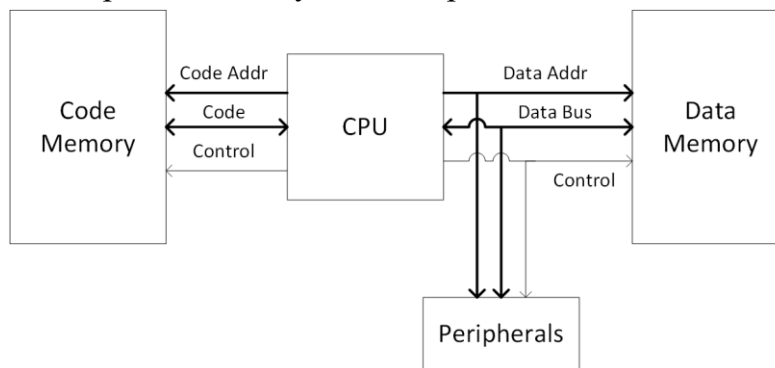 Code Addr
Data Addr
Code
Memory
Code
CPU
Data Bus
Data
Memory
Control
Control
Peripherals